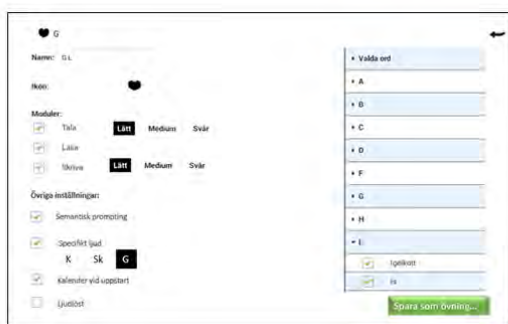 G
Namn: G L
Ikon:
Moduler:
Tala Lätt Medium Svår
Läsa
Skriva Lätt Medium Svår
Övriga inställningar:
Semantisk prompting
Specifikt ljud
K Sk G
Kalender vid uppstart
Ljudlöst
Valda ord
A
B
C
D
F
G
H
I:
Igelkott
Is
Spara som övning...